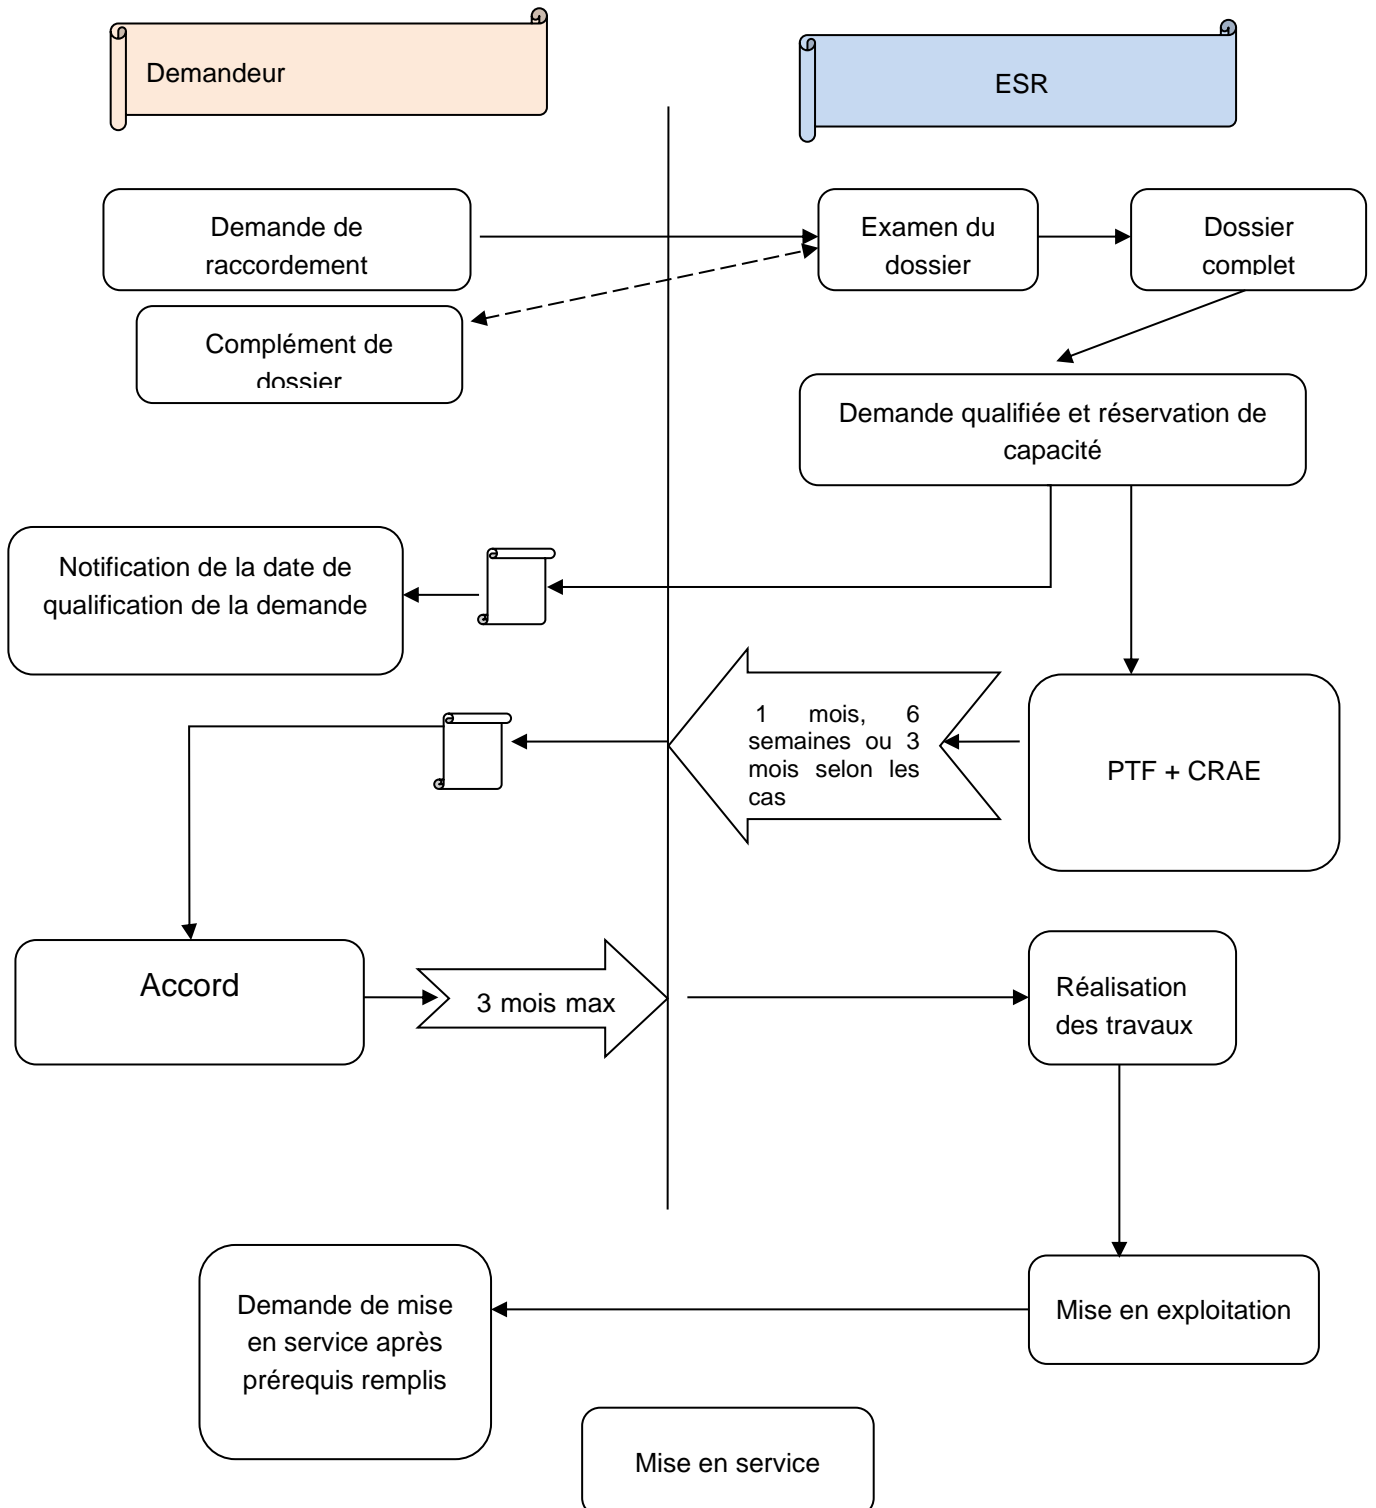 Demandeur
ESR
Demande de
raccordement
Examen du
dossier
Dossier
complet
Complément de
dossier
Demande qualifiée et réservation de
capacité
Notification de la date de
qualification de la demande
1 mois, 6
semaines ou 3
mois selon les
cas
PTF + CRAE
Accord
3 mois max
Réalisation
des travaux
Demande de mise
en service après
prérequis remplis
Mise en exploitation
Mise en service